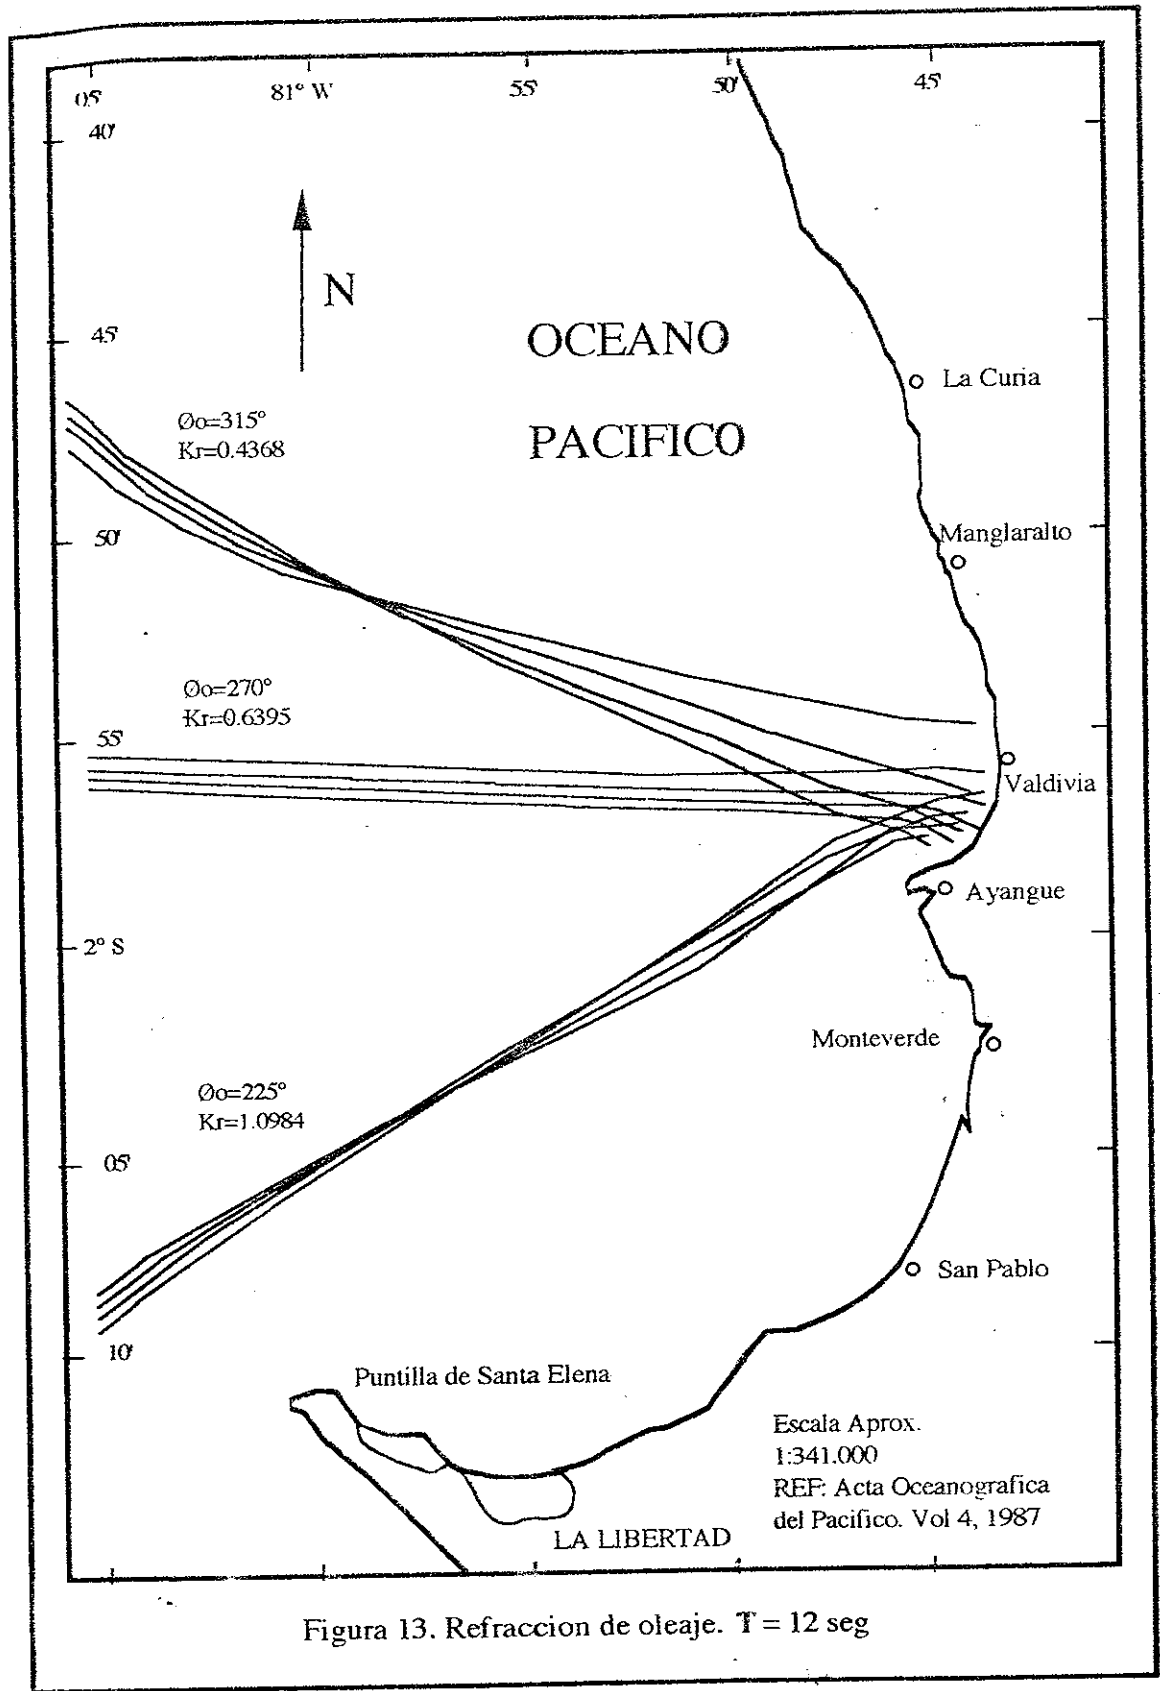 05' 81° W 55' 50' 45'
40'
N
45'
OCEANO
PACIFICO
La Curia
Øo=315°
Kr=0.4368
50'
Manglaralto
Øo=270°
Kr=0.6395
55'
Valdivia
Ayangue
2° S
Monteverde
Øo=225°
Kr=1.0984
05'
San Pablo
10'
Puntilla de Santa Elena
Escala Aprox.
1:341.000
REF: Acta Oceanografica
del Pacifico. Vol 4, 1987
LA LIBERTAD
Figura 13. Refraccion de oleaje. T = 12 seg